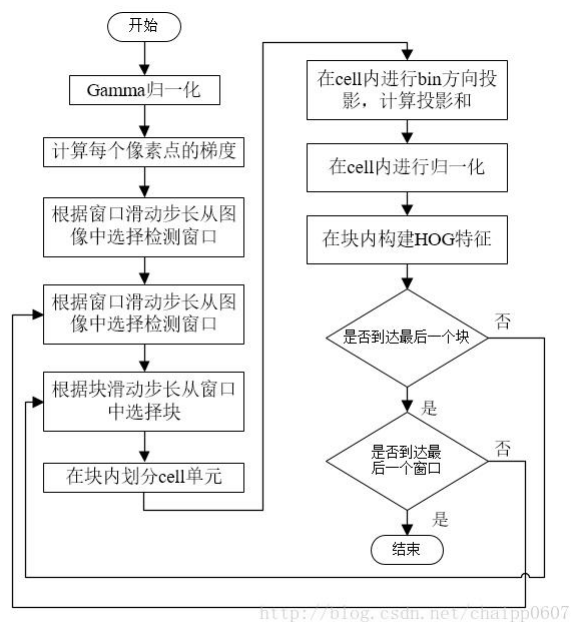 开始
Gamma归一化
计算每个像素点的梯度
根据窗口滑动步长从图
像中选择检测窗口
根据窗口滑动步长从图
像中选择检测窗口
根据块滑动步长从窗口
中选择块
在块内划分cell单元
在cell内进行bin方向投
影，计算投影和
在cell内进行归一化
在块内构建HOG特征
是否到达最后一个块
否
是
是否到达最
后一个窗口
否
是
结束
http://blog.csdn.net/chaipp0607